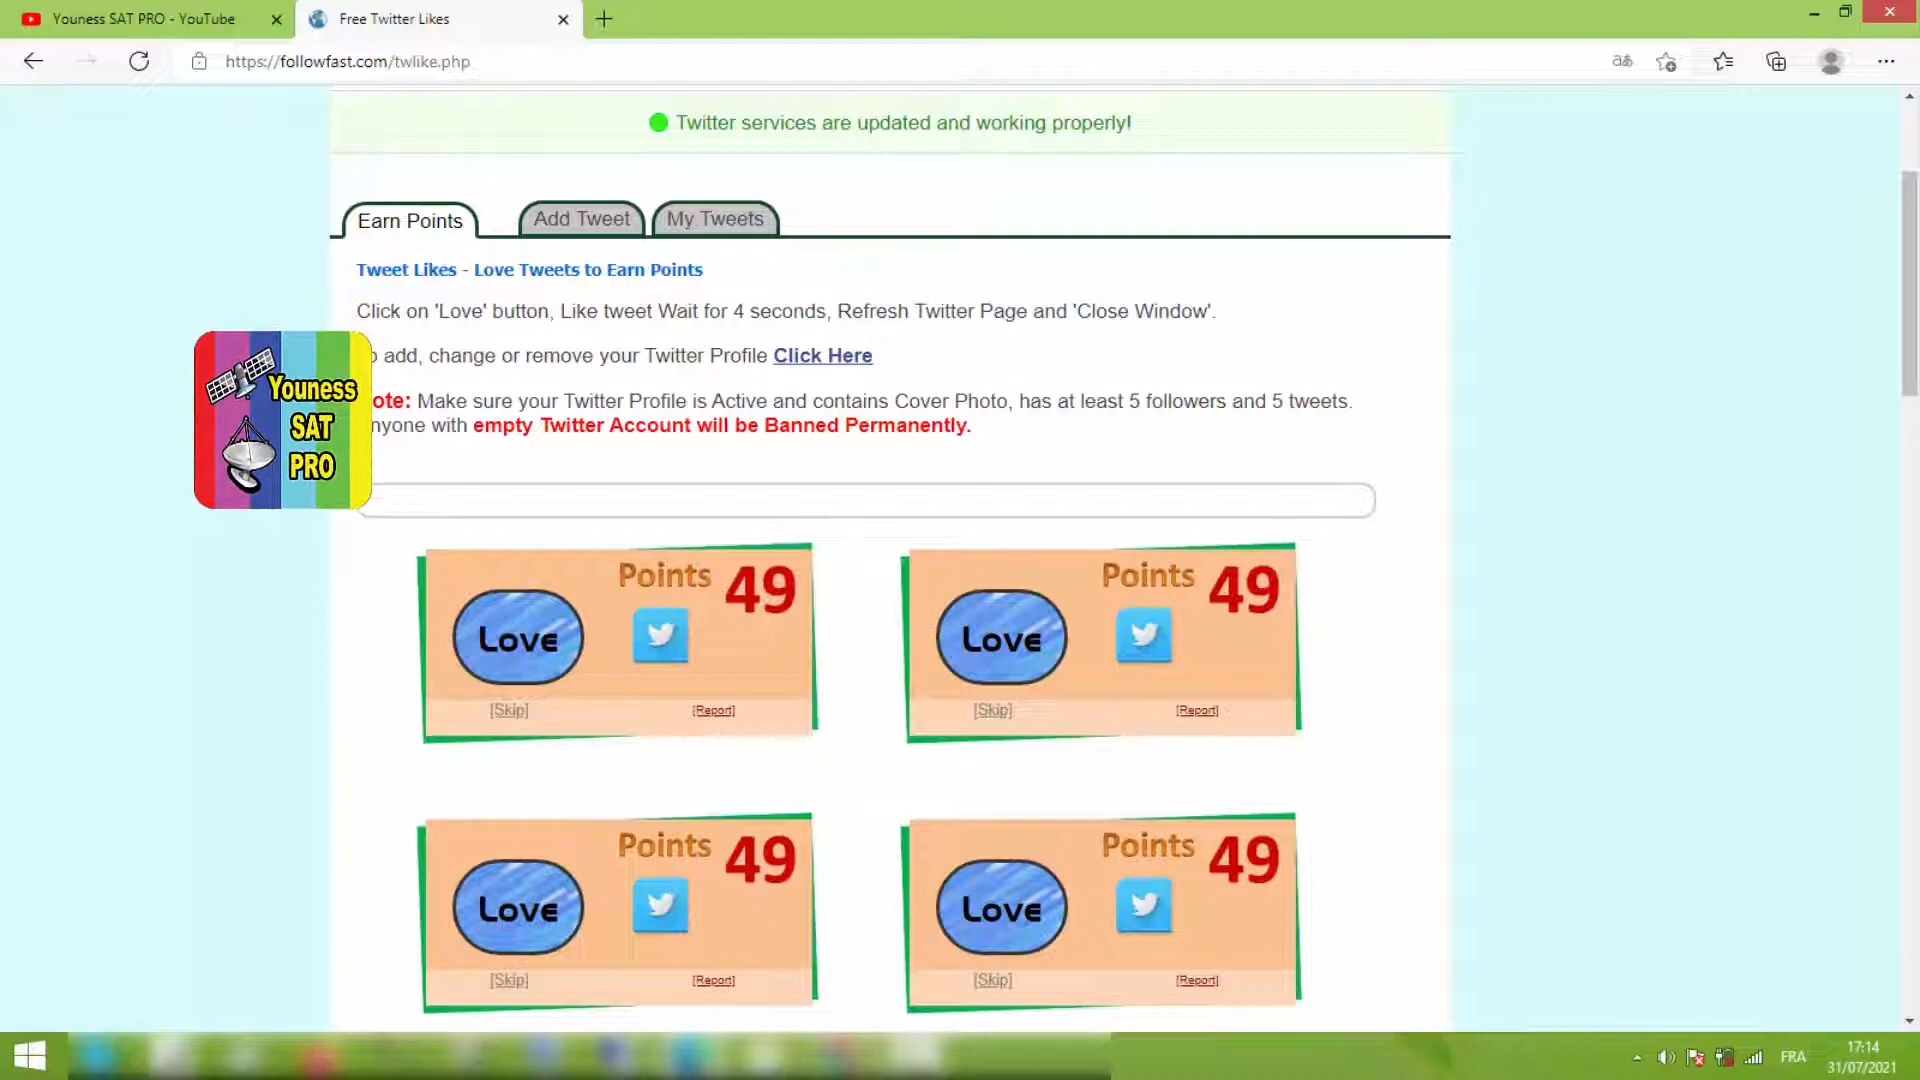 Youness SAT PRO - YouTube
Free Twitter Likes
https://followfast.com/twlike.php
Twitter services are updated and working properly!
Earn Points
Add Tweet
My Tweets
Tweet Likes - Love Tweets to Earn Points
Click on 'Love' button, Like tweet Wait for 4 seconds, Refresh Twitter Page and 'Close Window'.
add, change or remove your Twitter Profile Click Here
ote: Make sure your Twitter Profile is Active and contains Cover Photo, has at least 5 followers and 5 tweets.
nyone with empty Twitter Account will be Banned Permanently.
Youness
SAT
PRO
Points 49
Love
[Skip] [Report]
Points 49
Love
[Skip] [Report]
Points 49
Love
[Skip] [Report]
Points 49
Love
[Skip] [Report]
FRA
17:14
31/07/2021